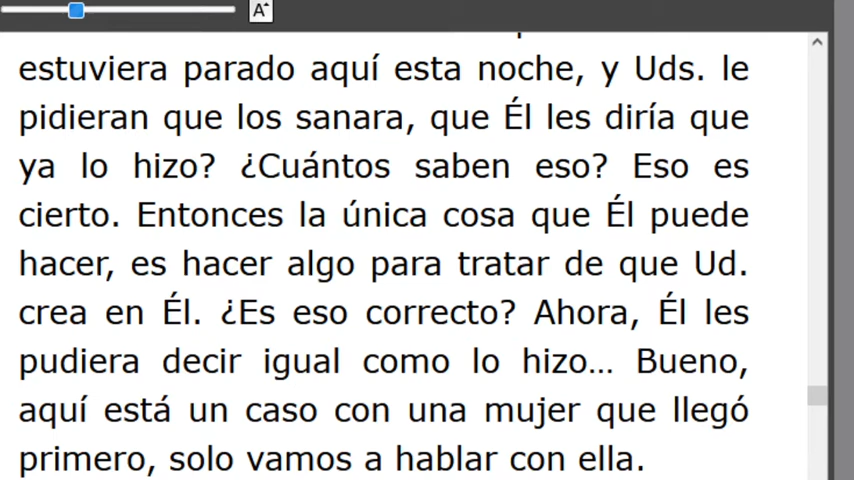 A
estuviera parado aquí esta noche, y Uds. le
pidieran que los sanara, que Él les diría que
ya lo hizo? ¿Cuántos saben eso? Eso es
cierto. Entonces la única cosa que Él puede
hacer, es hacer algo para tratar de que Ud.
crea en Él. ¿Es eso correcto? Ahora, Él les
pudiera decir igual como lo hizo… Bueno,
aquí está un caso con una mujer que llegó
primero, solo vamos a hablar con ella.